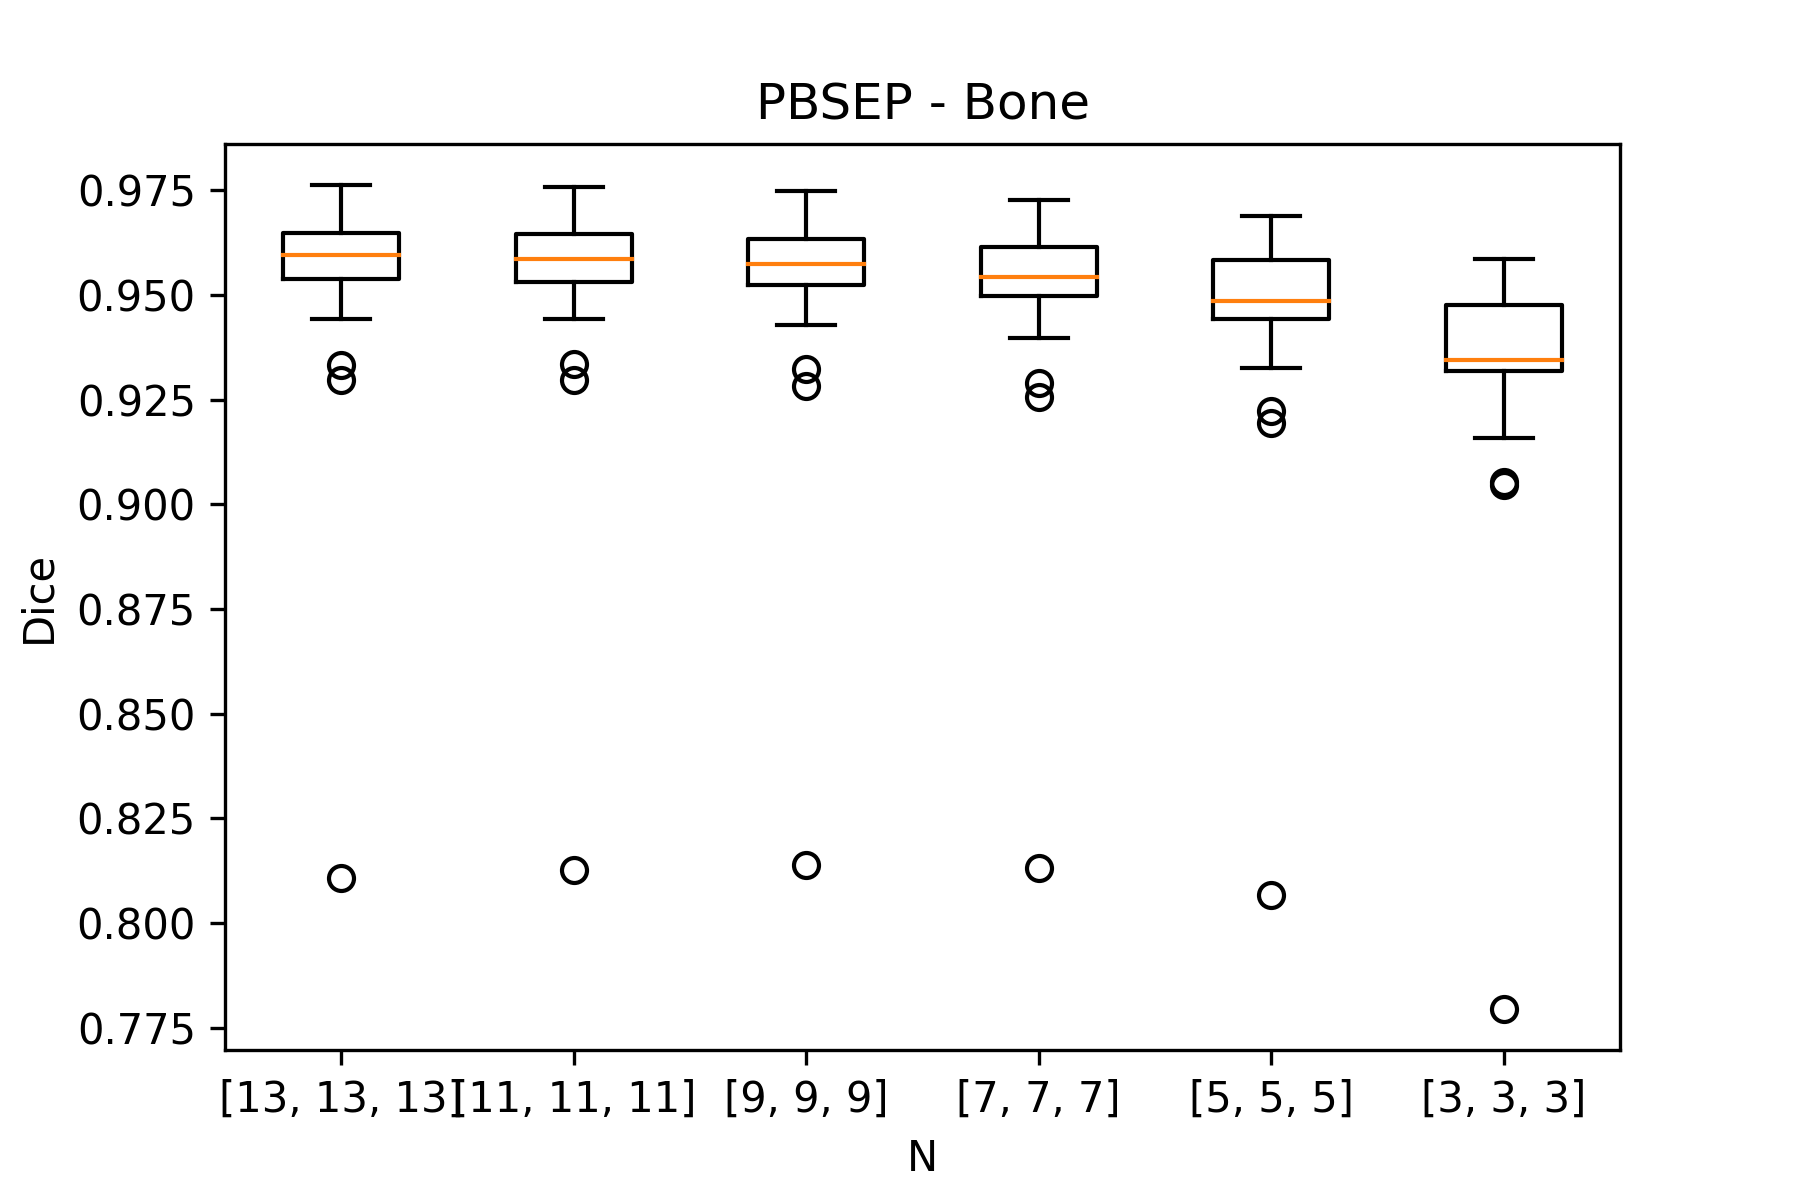 PBSEP - Bone
0.975
0.950
0.925
0.900
0.875
0.850
0.825
0.800
0.775
Dice
[13, 13, 13] [11, 11, 11] [9, 9, 9] [7, 7, 7] [5, 5, 5] [3, 3, 3]
N